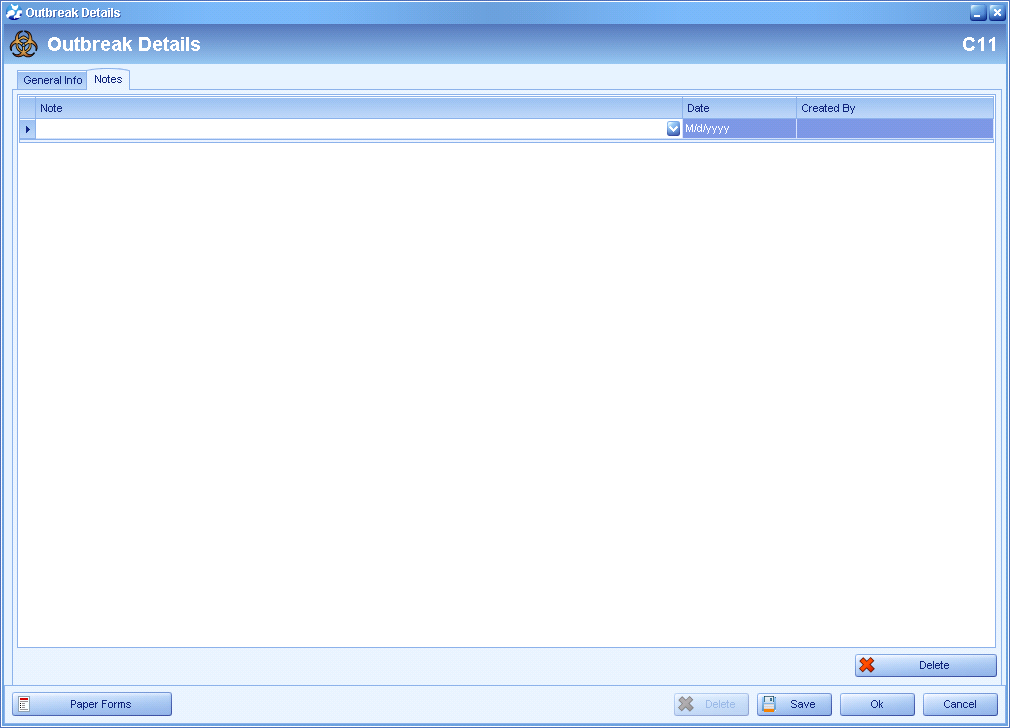 Outbreak Details
Outbreak Details C11
General Info Notes
Note Date Created By
M/d/yyyy
Delete
Paper Forms Delete Save Ok Cancel